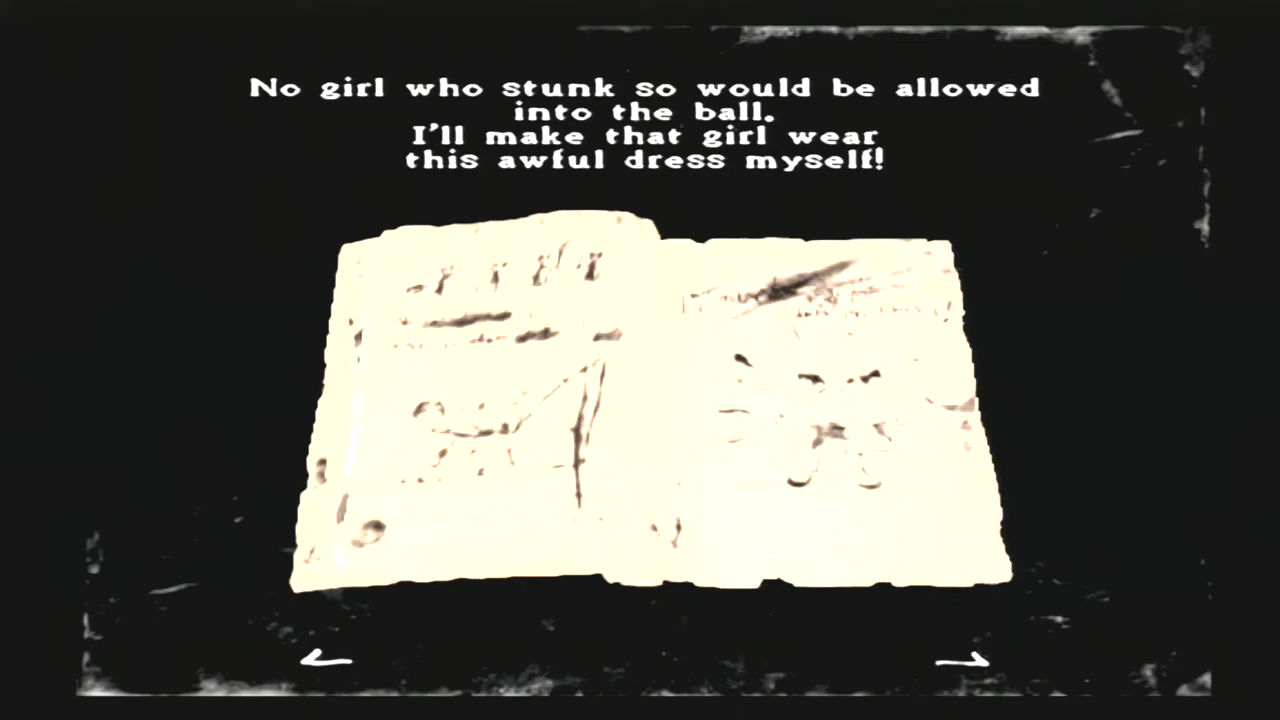 No girl who stunk so would be allowed
into the ball.
I'll make that girl wear
this awful dress myself!